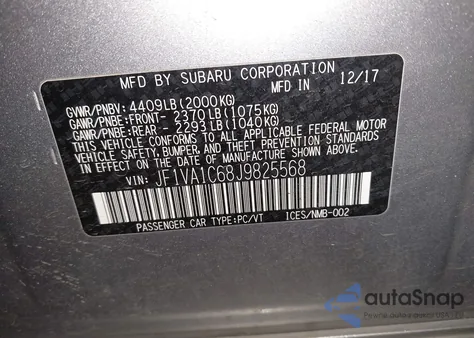 MFD BY SUBARU CORPORATION
MFD IN 12/17
GVWR/PNBV: 4409LB(2000KG)
GAWR/PNBE:FRONT- 2370LB(1075KG)
GAWR/PNBE:REAR - 2293LB(1040KG)
THIS VEHICLE CONFORMS TO ALL APPLICABLE FEDERAL MOTOR
VEHICLE SAFETY, BUMPER, AND THEFT PREVENTION STANDARDS
IN EFFECT ON THE DATE OF MANUFACTURE SHOWN ABOVE.
VIN: JF1VA1C68J9825568
PASSENGER CAR TYPE:PC/VT ICES/NMB-002
autoSnap